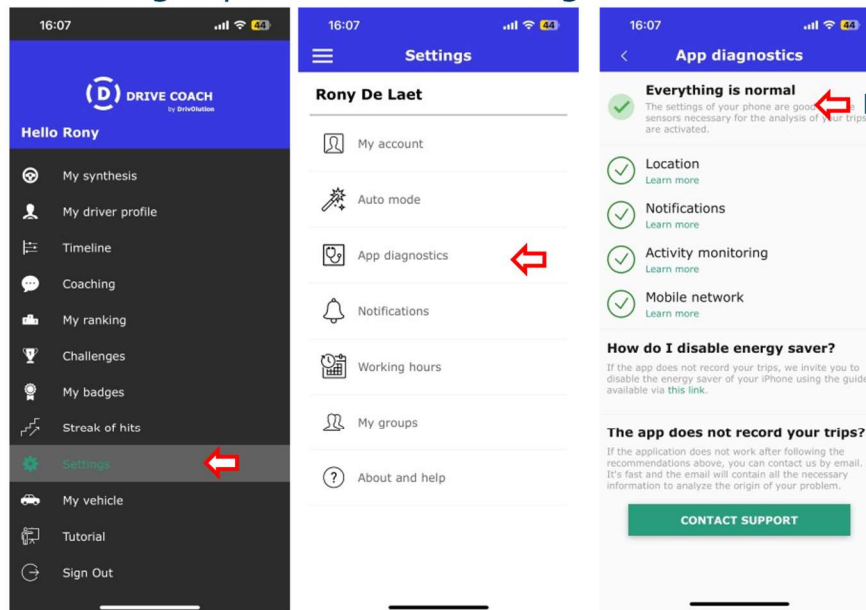 16:07
44
DRIVE COACH
by DrivOlution
Hello Rony
My synthesis
My driver profile
Timeline
Coaching
My ranking
Challenges
My badges
Streak of hits
Settings
My vehicle
Tutorial
Sign Out
16:07
44
Settings
Rony De Laet
My account
Auto mode
App diagnostics
Notifications
Working hours
My groups
About and help
16:07
44
App diagnostics
Everything is normal
The settings of your phone are good
sensors necessary for the analysis of your trips
are activated.
Location
Learn more
Notifications
Learn more
Activity monitoring
Learn more
Mobile network
Learn more
How do I disable energy saver?
If the app does not record your trips, we invite you to
disable the energy saver of your iPhone using the guide
available via this link.
The app does not record your trips?
If the application does not work after following the
recommendations above, you can contact us by email.
It's fast and the email will contain all the necessary
information to analyze the origin of your problem.
CONTACT SUPPORT